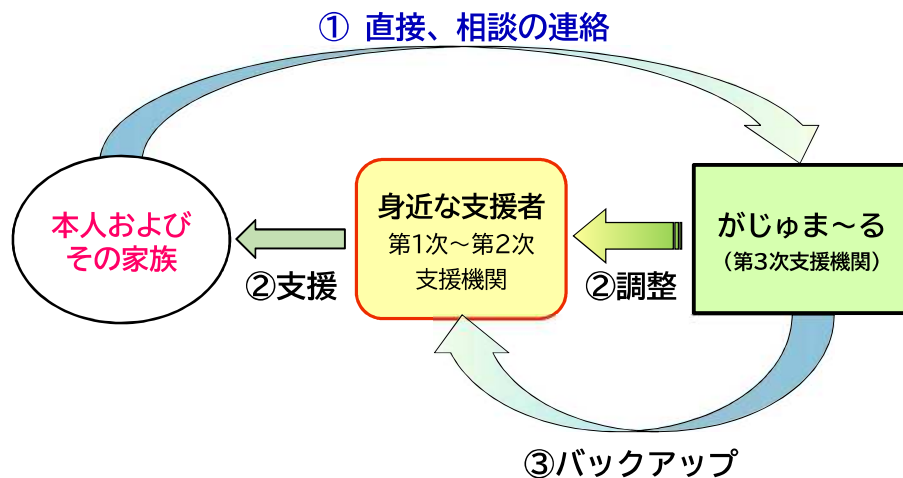 ① 直接、相談の連絡
本人および
その家族
身近な支援者
第1次～第2次
支援機関
がじゅま～る
（第3次支援機関）
②支援
②調整
③バックアップ